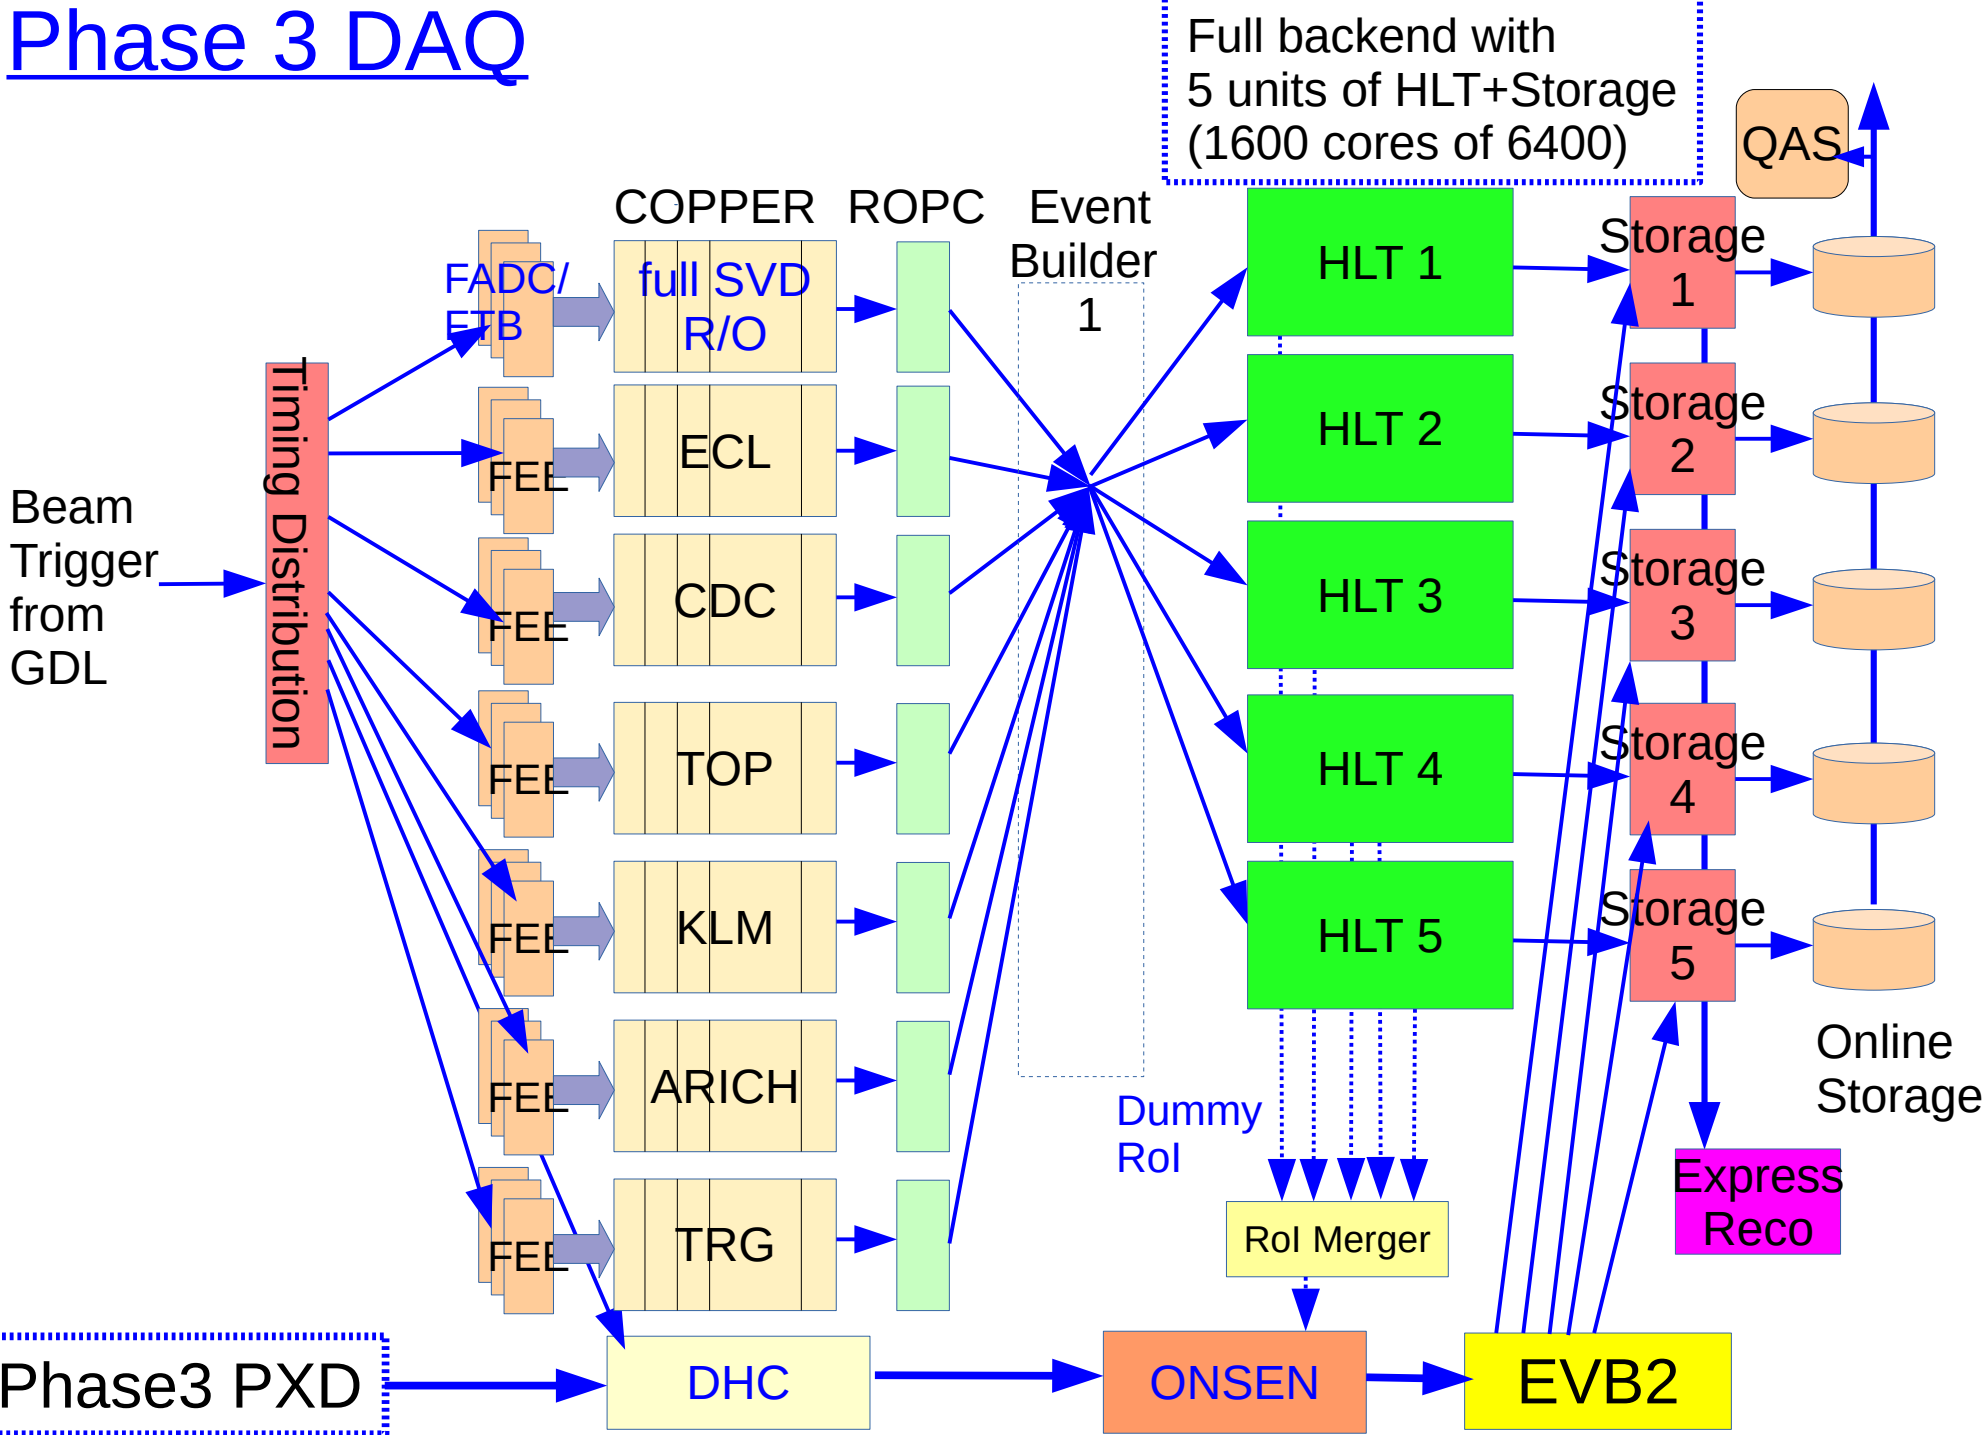 Phase 3 DAQ
Full backend with
5 units of HLT+Storage
(1600 cores of 6400)
QAS
COPPER
ROPC
Event
Builder
1
FADC/
FTB
full SVD
R/O
HLT 1
Storage
1
Timing Distribution
FEE
ECL
HLT 2
Storage
2
Beam
Trigger
from
GDL
FEE
CDC
HLT 3
Storage
3
FEE
TOP
HLT 4
Storage
4
FEE
KLM
HLT 5
Storage
5
Online
Storage
FEE
ARICH
Dummy
RoI
Express
Reco
FEE
TRG
RoI Merger
Phase3 PXD
DHC
ONSEN
EVB2